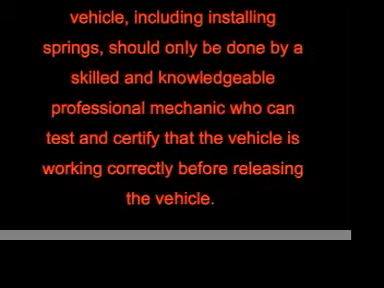 vehicle, including installing
springs, should only be done by a
skilled and knowledgeable
professional mechanic who can
test and certify that the vehicle is
working correctly before releasing
the vehicle.